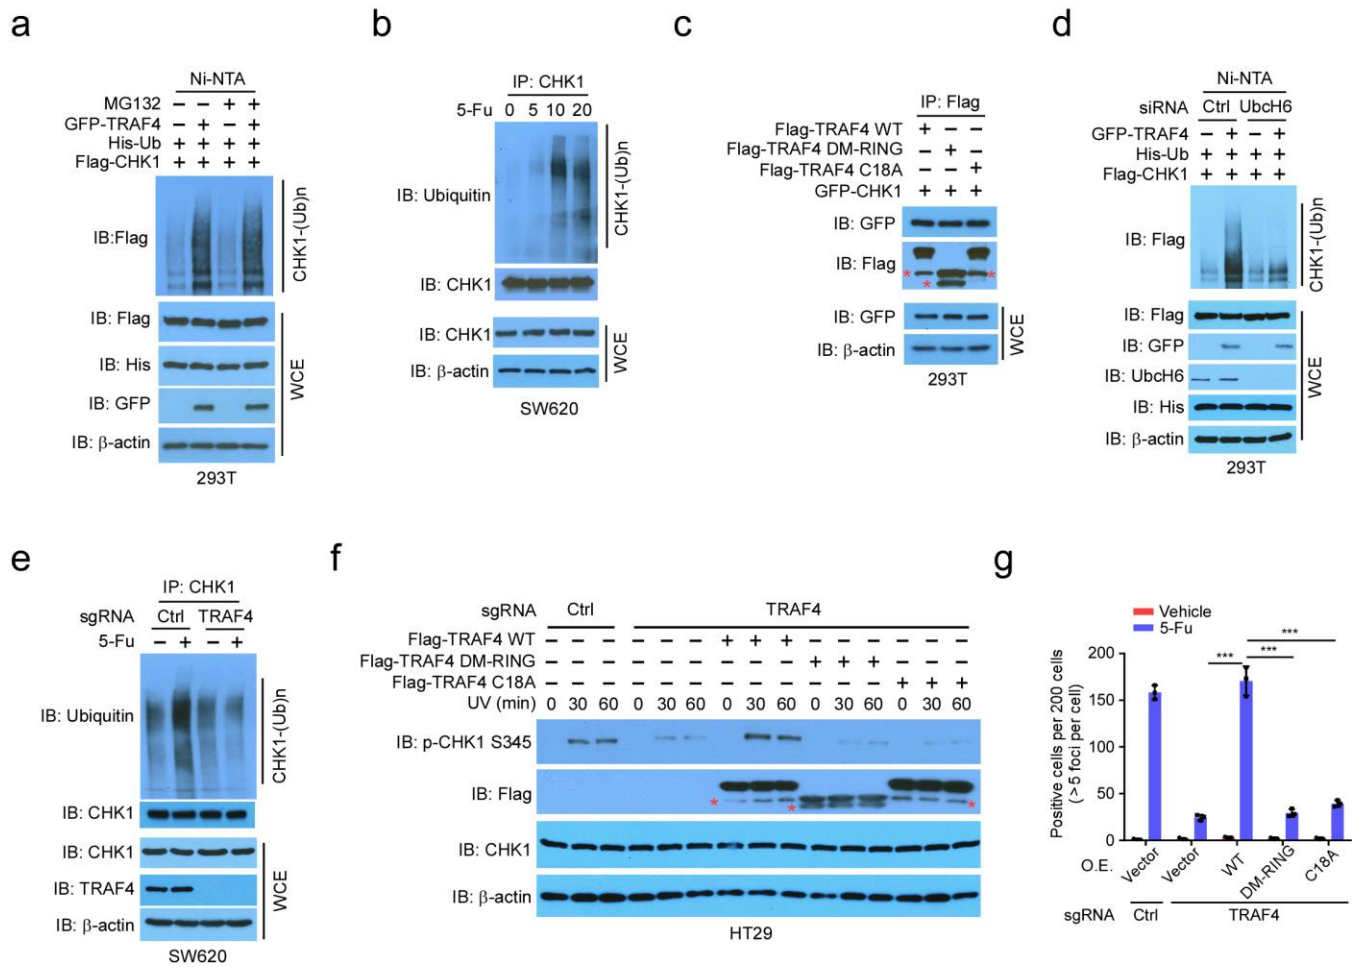 a
Ni-NTA
MG132 – – + +
GFP-TRAF4 – + – +
His-Ub + + + +
Flag-CHK1 + + + +
IB:Flag
CHK1-(Ub)n
IB: Flag
IB: His
IB: GFP
IB: β-actin
WCE
293T
b
IP: CHK1
5-Fu 0 5 10 20
IB: Ubiquitin
CHK1-(Ub)n
IB: CHK1
IB: CHK1
IB: β-actin
WCE
SW620
c
IP: Flag
Flag-TRAF4 WT + – –
Flag-TRAF4 DM-RING – + –
Flag-TRAF4 C18A – – +
GFP-CHK1 + + +
IB: GFP
IB: Flag
* * *
IB: GFP
IB: β-actin
WCE
293T
d
Ni-NTA
siRNA Ctrl UbcH6
GFP-TRAF4 – + – +
His-Ub + + + +
Flag-CHK1 + + + +
IB: Flag
CHK1-(Ub)n
IB: Flag
IB: GFP
IB: UbcH6
IB: His
IB: β-actin
WCE
293T
e
IP: CHK1
sgRNA Ctrl TRAF4
5-Fu – + – +
IB: Ubiquitin
CHK1-(Ub)n
IB: CHK1
IB: CHK1
IB: TRAF4
IB: β-actin
WCE
SW620
f
sgRNA Ctrl TRAF4
Flag-TRAF4 WT – – – – – – + + + – – – – – –
Flag-TRAF4 DM-RING – – – – – – – – – + + + – – –
Flag-TRAF4 C18A – – – – – – – – – – – – + + +
UV (min) 0 30 60 0 30 60 0 30 60 0 30 60 0 30 60
IB: p-CHK1 S345
IB: Flag
* * *
IB: CHK1
IB: β-actin
HT29
g
Vehicle
5-Fu
Positive cells per 200 cells
(>5 foci per cell)
200
150
100
50
0
***
***
***
O.E. Vector Vector WT DM-RING C18A
sgRNA Ctrl TRAF4